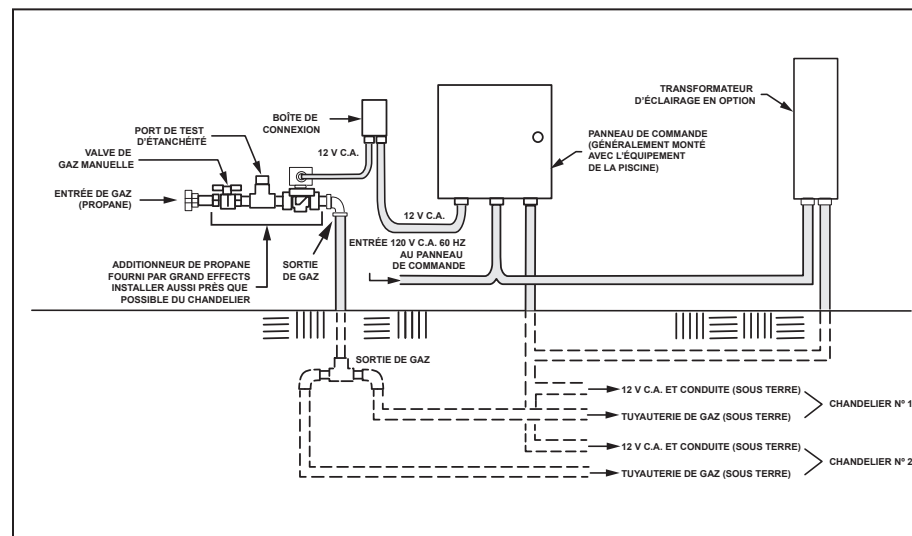 TRANSFORMATEUR
D'ÉCLAIRAGE EN OPTION
BOÎTE DE
CONNEXION
PORT DE TEST
D'ÉTANCHÉITÉ
PANNEAU DE COMMANDE
(GÉNÉRALEMENT MONTÉ
AVEC L'ÉQUIPEMENT
DE LA PISCINE)
VALVE DE
GAZ MANUELLE
12 V C.A.
ENTRÉE DE GAZ
(PROPANE)
12 V C.A.
ENTRÉE 120 V C.A. 60 HZ
AU PANNEAU
DE COMMANDE
SORTIE
DE GAZ
ADDITIONNEUR DE PROPANE
FOURNI PAR GRAND EFFECTS
INSTALLER AUSSI PRÈS QUE
POSSIBLE DU CHANDELIER
SORTIE DE GAZ
12 V C.A. ET CONDUITE (SOUS TERRE)
CHANDELIER Nº 1
TUYAUTERIE DE GAZ (SOUS TERRE)
12 V C.A. ET CONDUITE (SOUS TERRE)
CHANDELIER Nº 2
TUYAUTERIE DE GAZ (SOUS TERRE)